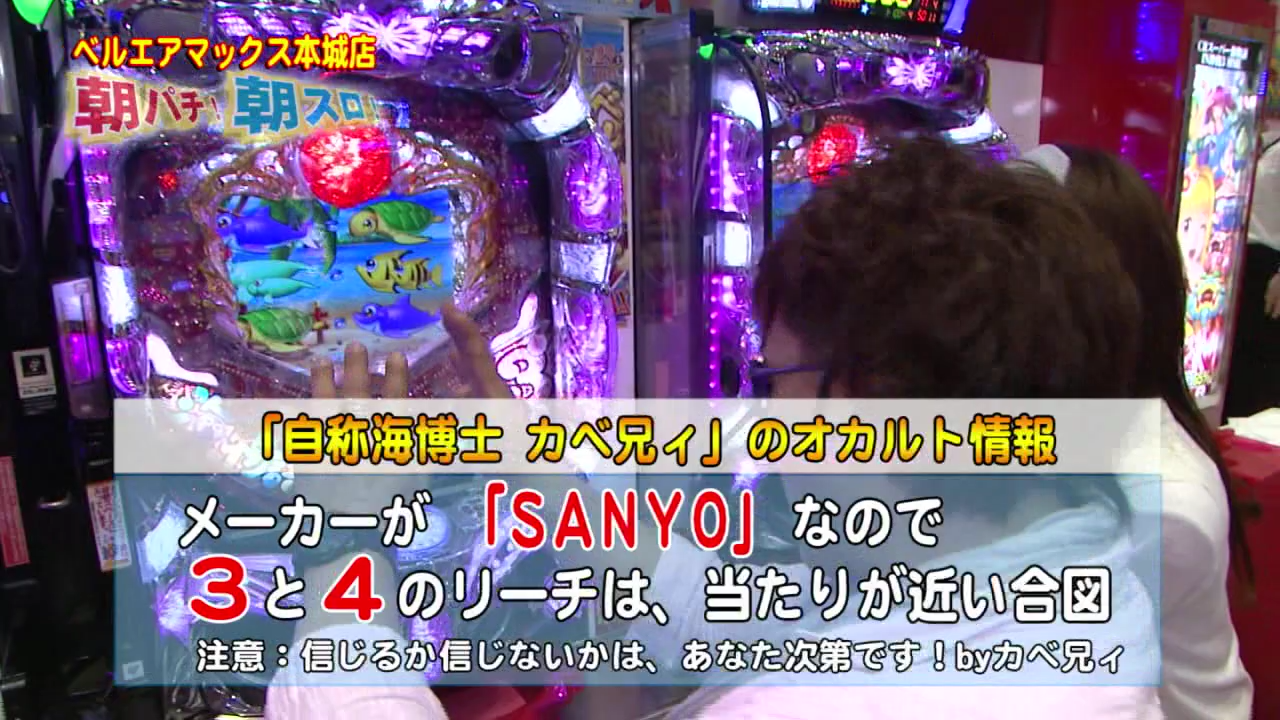 ベルエアマックス本城店
朝パチ！朝スロ！
「自称海博士 カベ兄ィ」のオカルト情報
メーカーが「SANYO」なので
３と４のリーチは、当たりが近い合図
注意：信じるか信じないかは、あなた次第です！byカベ兄ィ